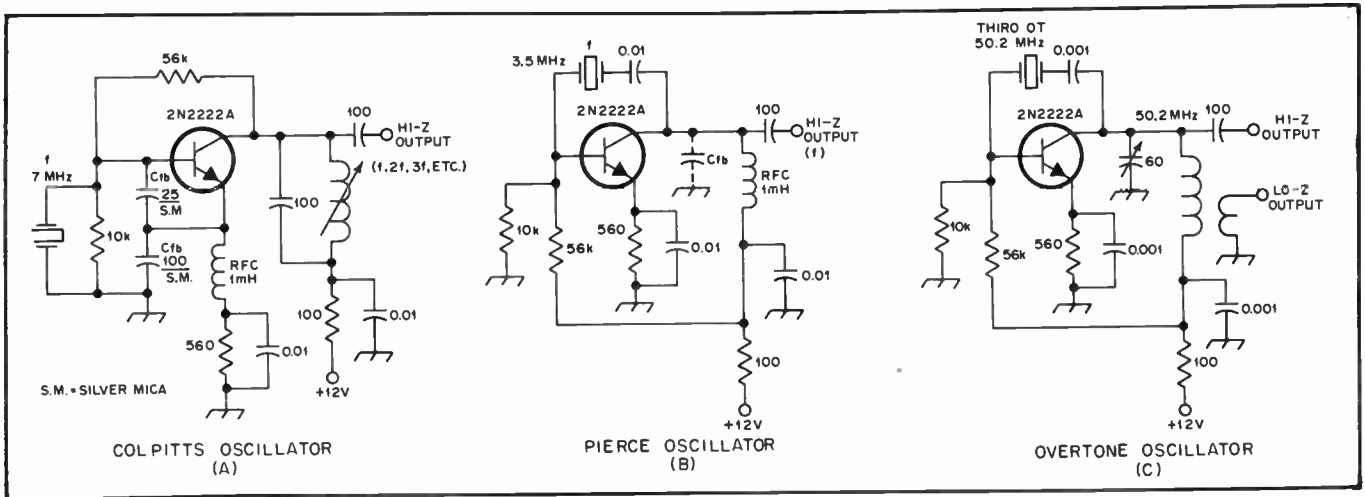 56k
2N2222A
100
HI-Z
OUTPUT
(f,2f,3f,ETC.)
f
7 MHz
Cfb
25
S.M
10k
Cfb
100
S.M.
RFC
1mH
100
100
0.01
560
0.01
+12V
S.M. = SILVER MICA
COLPITTS OSCILLATOR
(A)
f
3.5 MHz
0.01
2N2222A
100
HI-Z
OUTPUT
(f)
Cfb
RFC
1mH
10k
56k
560
0.01
0.01
100
+12V
PIERCE OSCILLATOR
(B)
THIRO OT
50.2 MHz
0.001
2N2222A
50.2 MHz
100
HI-Z
OUTPUT
60
LO-Z
OUTPUT
10k
56k
560
0.001
0.001
100
+12V
OVERTONE OSCILLATOR
(C)